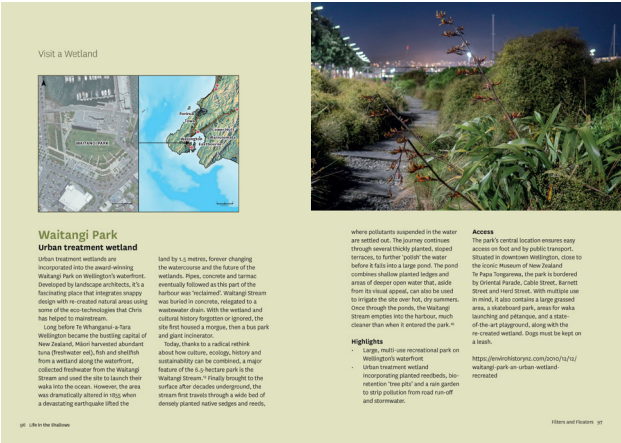 Visit a Wetland
WAITANGI PARK
Porirua
Wellington
Eastbourne
Waitangi Park
Urban treatment wetland
Urban treatment wetlands are
incorporated into the award-winning
Waitangi Park on Wellington's waterfront.
Developed by landscape architects, it's a
fascinating place that integrates snappy
design with re-created natural areas using
some of the eco-technologies that Chris
has helped to mainstream.
Long before Te Whanganui-a-Tara
Wellington became the bustling capital of
New Zealand, Māori harvested abundant
tuna (freshwater eel), fish and shellfish
from a wetland along the waterfront,
collected freshwater from the Waitangi
Stream and used the site to launch their
waka into the ocean. However, the area
was dramatically altered in 1855 when
a devastating earthquake lifted the
land by 1.5 metres, forever changing
the watercourse and the future of the
wetlands. Pipes, concrete and tarmac
eventually followed as this part of the
harbour was 'reclaimed'. Waitangi Stream
was buried in concrete, relegated to a
wastewater drain. With the wetland and
cultural history forgotten or ignored, the
site first housed a morgue, then a bus park
and giant incinerator.
Today, thanks to a radical rethink
about how culture, ecology, history and
sustainability can be combined, a major
feature of the 6.5-hectare park is the
Waitangi Stream. Finally brought to the
surface after decades underground, the
stream first travels through a wide bed of
densely planted native sedges and reeds,
96 Life in the Shallows
where pollutants suspended in the water
are settled out. The journey continues
through several thickly planted, sloped
terraces, to further 'polish' the water
before it falls into a large pond. The pond
combines shallow planted ledges and
areas of deeper open water that, aside
from its visual appeal, can also be used
to irrigate the site over hot, dry summers.
Once through the ponds, the Waitangi
Stream empties into the harbour, much
cleaner than when it entered the park.
Highlights
· Large, multi-use recreational park on
Wellington's waterfront
· Urban treatment wetland
incorporating planted reedbeds, bio-
retention 'tree pits' and a rain garden
to strip pollution from road run-off
and stormwater.
Access
The park's central location ensures easy
access on foot and by public transport.
Situated in downtown Wellington, close to
the iconic Museum of New Zealand
Te Papa Tongarewa, the park is bordered
by Oriental Parade, Cable Street, Barnett
Street and Herd Street. With multiple use
in mind, it also contains a large grassed
area, a skateboard park, areas for waka
launching and pétanque, and a state-
of-the-art playground, along with the
re-created wetland. Dogs must be kept on
a leash.
https://envirohistorynz.com/2010/12/12/
waitangi-park-an-urban-wetland-
recreated
Filters and Floaters 97